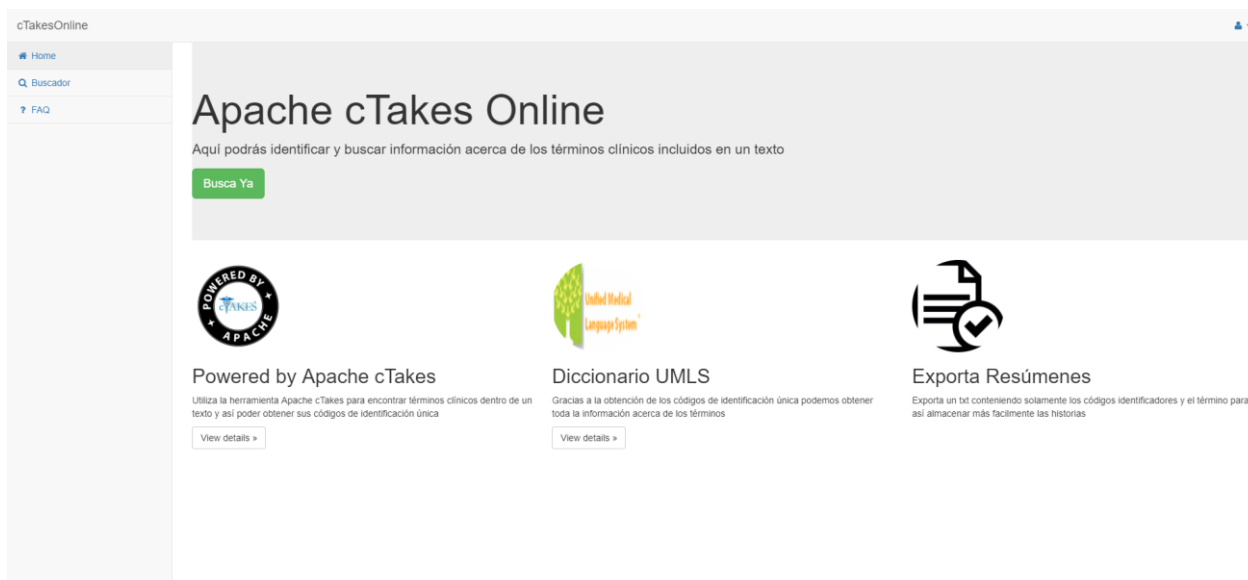 cTakesOnline
Home
Buscador
FAQ
Apache cTakes Online
Aquí podrás identificar y buscar información acerca de los términos clínicos incluidos en un texto
Busca Ya
POWERED BY
cTAKES
APACHE
Unified Medical
Language System
Powered by Apache cTakes
Utiliza la herramienta Apache cTakes para encontrar términos clínicos dentro de un
texto y así poder obtener sus códigos de identificación única
View details »
Diccionario UMLS
Gracias a la obtención de los códigos de identificación única podemos obtener
toda la información acerca de los términos
View details »
Exporta Resúmenes
Exporta un txt conteniendo solamente los códigos identificadores y el término para
así almacenar más facilmente las historias